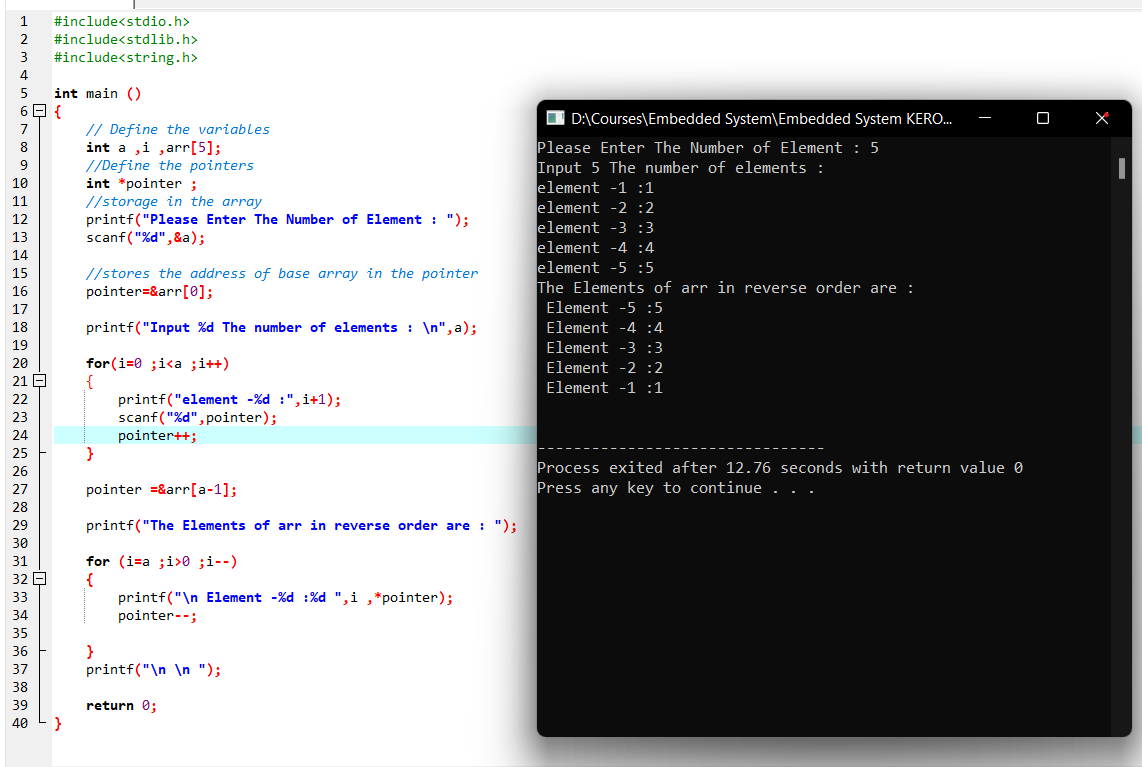 1 #include<stdio.h>
2 #include<stdlib.h>
3 #include<string.h>
4
5 int main ()
6 {
7 // Define the variables
8 int a ,i ,arr[5];
9 //Define the pointers
10 int *pointer ;
11 //storage in the array
12 printf("Please Enter The Number of Element : ");
13 scanf("%d",&a);
14
15 //stores the address of base array in the pointer
16 pointer=&arr[0];
17
18 printf("Input %d The number of elements : \n",a);
19
20 for(i=0 ;i<a ;i++)
21 {
22 printf("element -%d :",i+1);
23 scanf("%d",pointer);
24 pointer++;
25 }
26
27 pointer =&arr[a-1];
28
29 printf("The Elements of arr in reverse order are : ");
30
31 for (i=a ;i>0 ;i--)
32 {
33 printf("\n Element -%d :%d ",i ,*pointer);
34 pointer--;
35
36 }
37 printf("\n \n ");
38
39 return 0;
40 }
D:\Courses\Embedded System\Embedded System KERO...
Please Enter The Number of Element : 5
Input 5 The number of elements :
element -1 :1
element -2 :2
element -3 :3
element -4 :4
element -5 :5
The Elements of arr in reverse order are :
Element -5 :5
Element -4 :4
Element -3 :3
Element -2 :2
Element -1 :1
--------------------------------
Process exited after 12.76 seconds with return value 0
Press any key to continue . . .